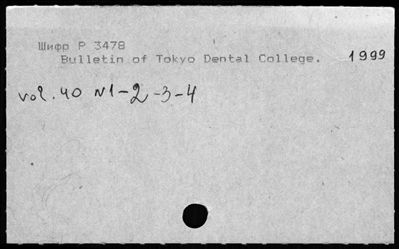 Шифр P 3478
Bulletin of Tokyo Dental College. 1999
vol. 40 N1-2-3-4